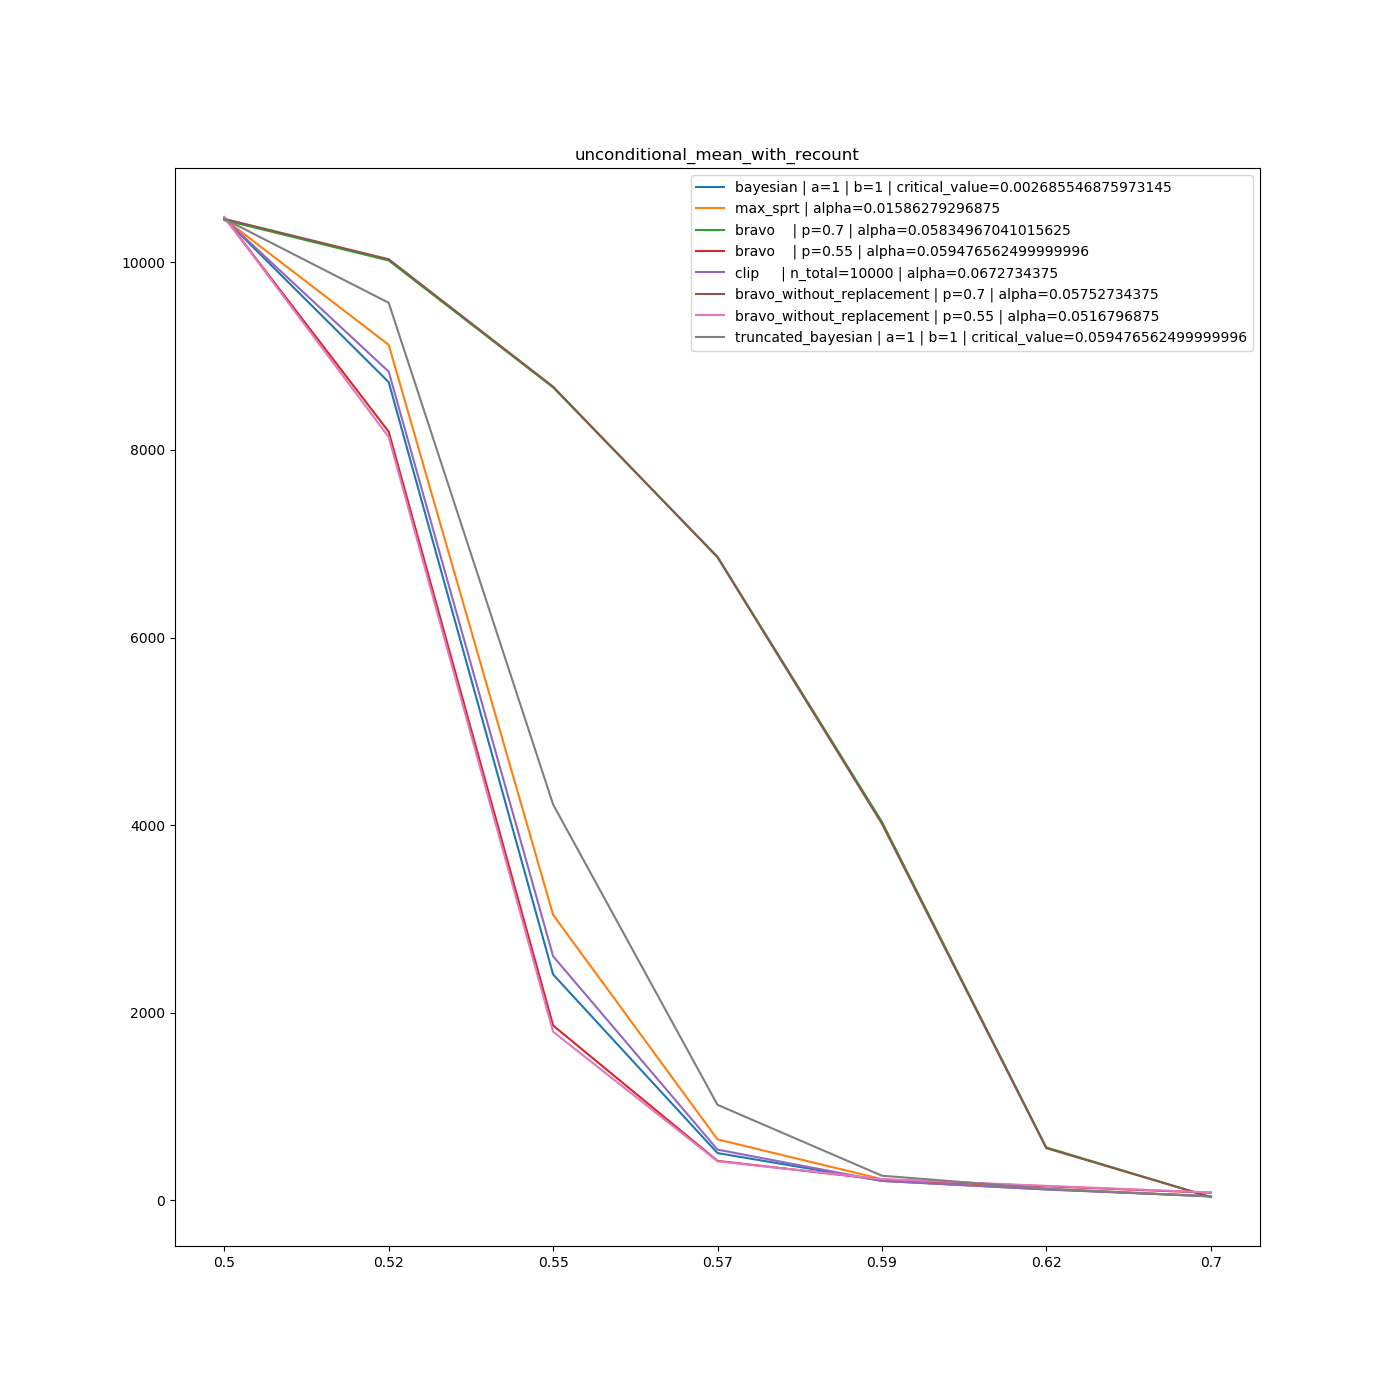 unconditional_mean_with_recount
bayesian | a=1 | b=1 | critical_value=0.002685546875973145
max_sprt | alpha=0.01586279296875
bravo    | p=0.7 | alpha=0.05834967041015625
bravo    | p=0.55 | alpha=0.059476562499999996
clip     | n_total=10000 | alpha=0.0672734375
bravo_without_replacement | p=0.7 | alpha=0.05752734375
bravo_without_replacement | p=0.55 | alpha=0.0516796875
truncated_bayesian | a=1 | b=1 | critical_value=0.059476562499999996
10000
8000
6000
4000
2000
0
0.5 0.52 0.55 0.57 0.59 0.62 0.7